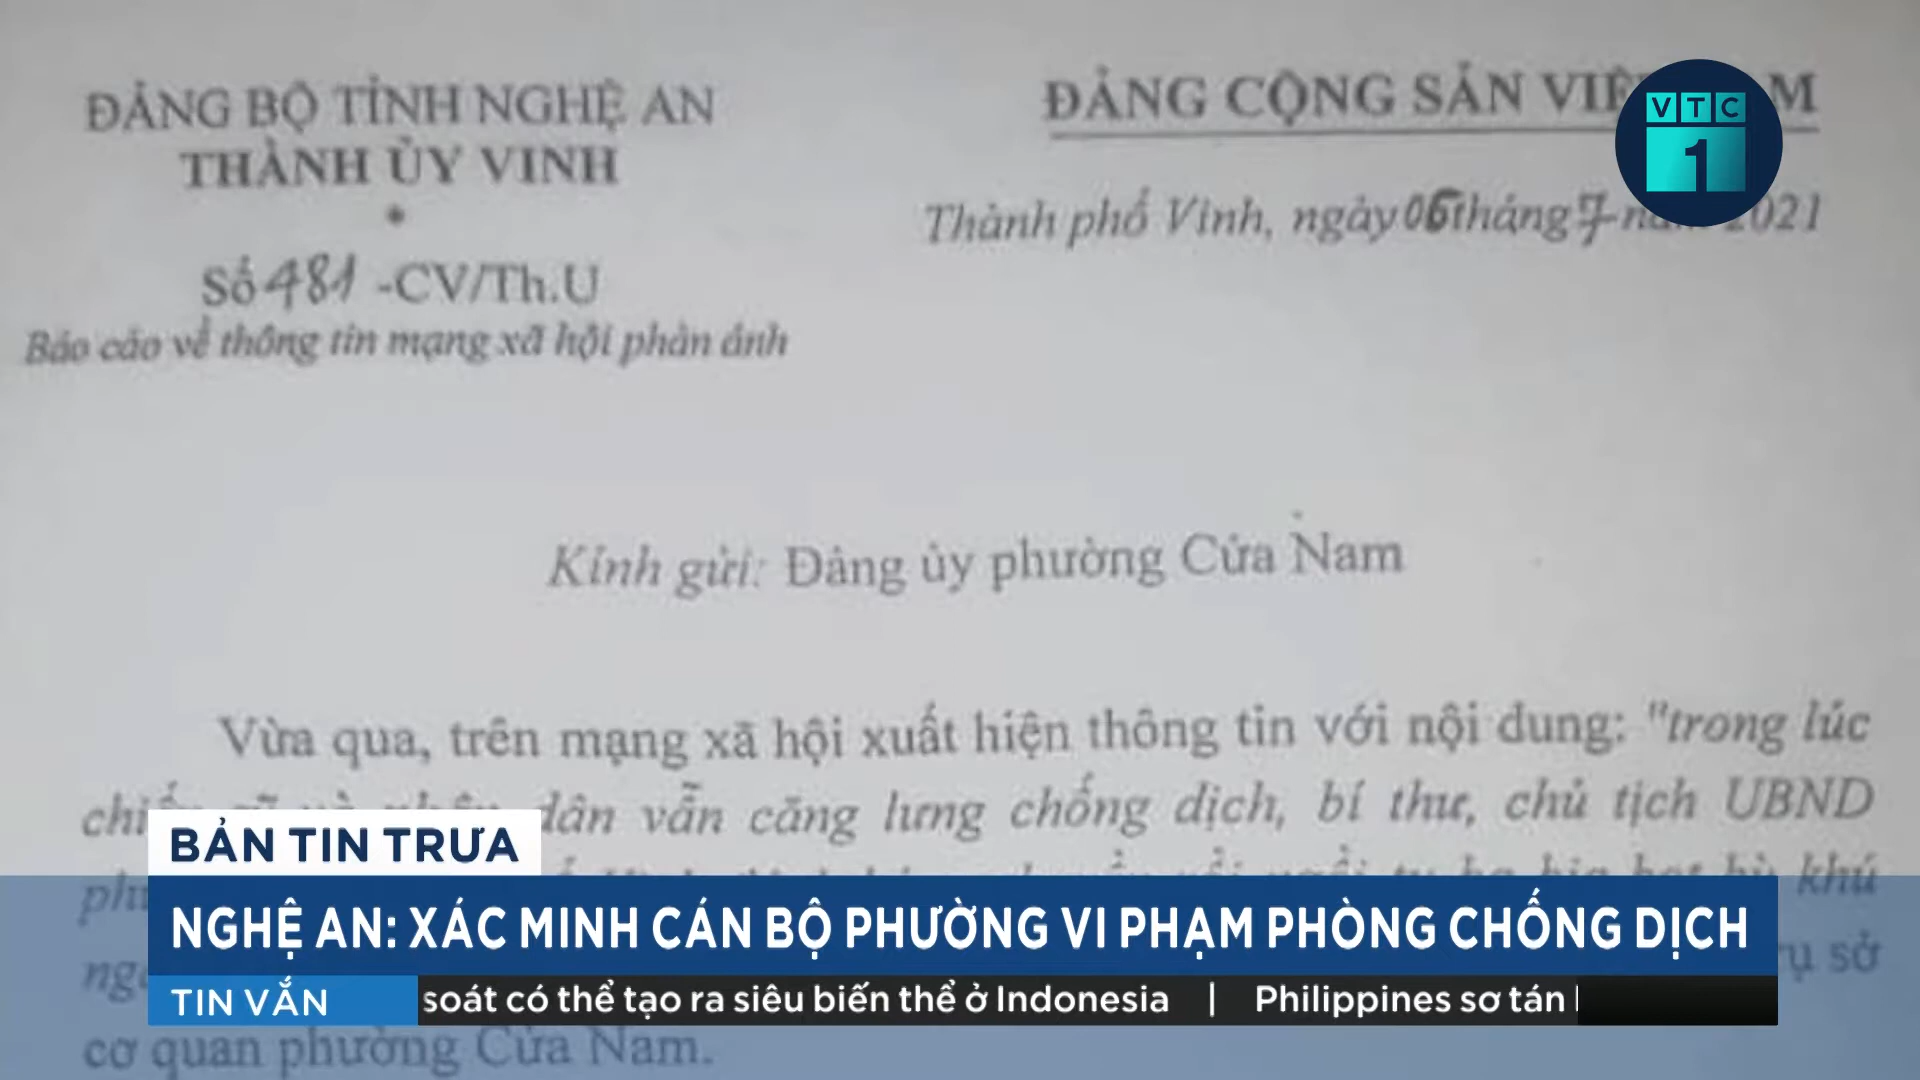 ĐẢNG BỘ TỈNH NGHỆ AN
THÀNH ỦY VINH
*
Số 481 -CV/Th.U
Báo cáo về thông tin mạng xã hội phản ánh
ĐẢNG CỘNG SẢN
VTC
1
Thành phố Vinh, ngày 06 tháng 7 2021
Kính gửi: Đảng ủy phường Cửa Nam
Vừa qua, trên mạng xã hội xuất hiện thông tin với nội dung: "trong lúc
dân vẫn căng lưng chống dịch, bí thư, chủ tịch UBND
khú
BẢN TIN TRƯA
NGHỆ AN: XÁC MINH CÁN BỘ PHƯỜNG VI PHẠM PHÒNG CHỐNG DỊCH
sở
TIN VẮN
soát có thể tạo ra siêu biến thể ở Indonesia | Philippines sơ tán
cơ quan phường Cửa Nam.